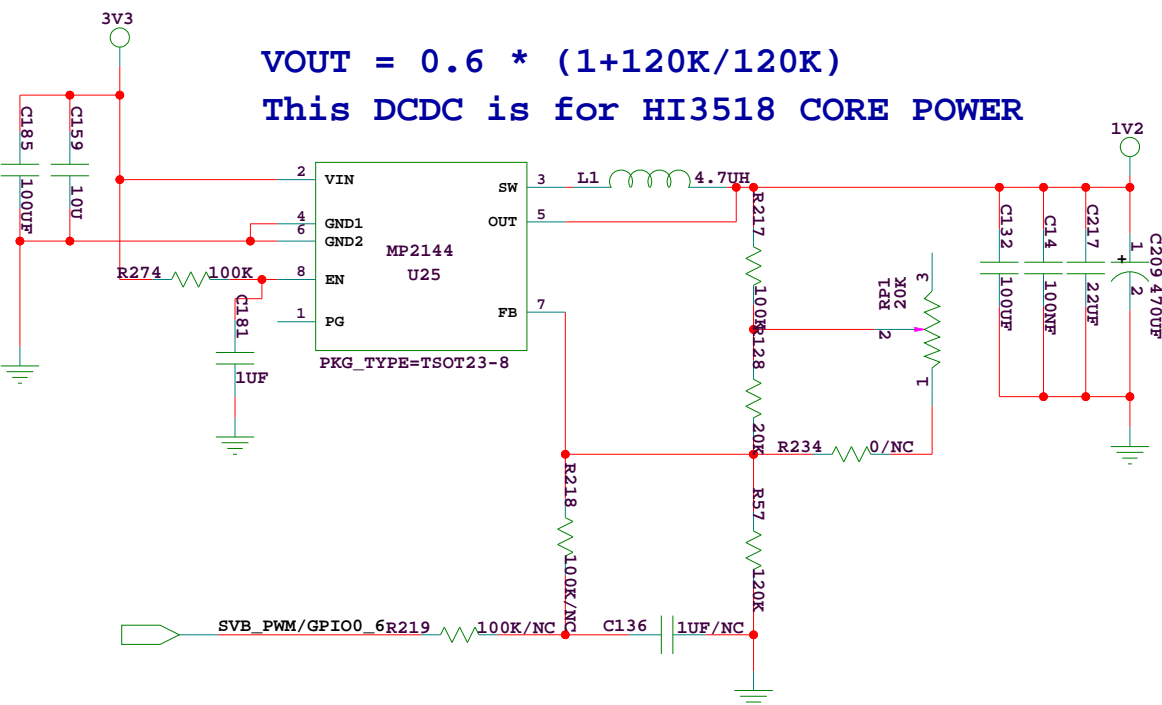 3V3
VOUT = 0.6 * (1+120K/120K)
This DCDC is for HI3518 CORE POWER
1V2
C185
100UF
C159
10U
2
VIN
4
GND1
6
GND2
8
EN
1
PG
MP2144
U25
SW
3
OUT
5
FB
7
PKG_TYPE=TSOT23-8
R274
100K
C181
1UF
L1
4.7UH
R217
100K
R128
20K
RP1
20K
3
2
1
R234
0/NC
C132
100UF
C14
100NF
C217
22UF
C209
470UF
+
1
2
R218
100K/NC
R57
120K
SVB_PWM/GPIO0_6
R219
100K/NC
C136
1UF/NC